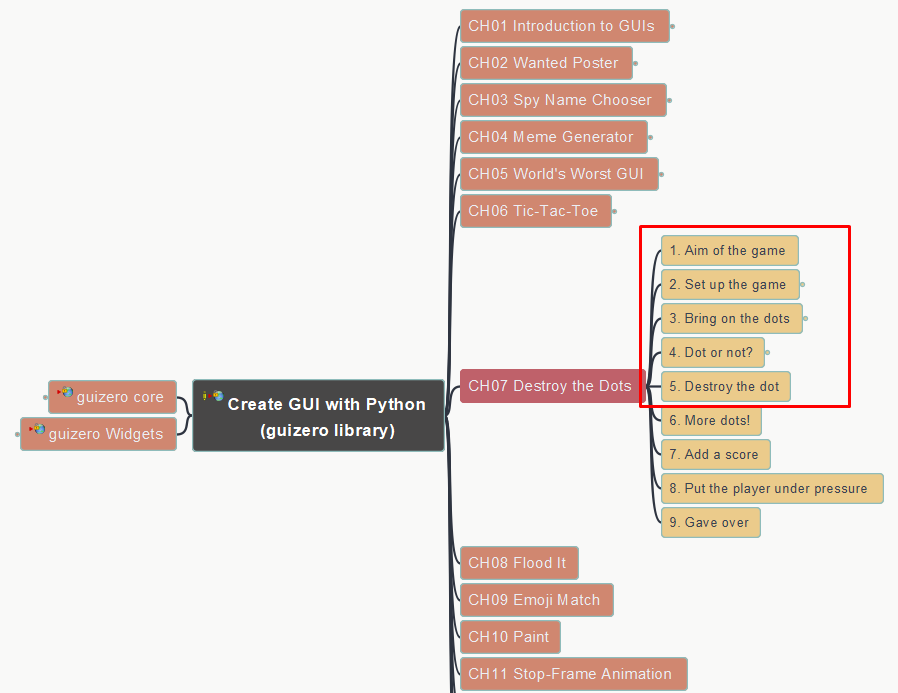 CH01 Introduction to GUIs
CH02 Wanted Poster
CH03 Spy Name Chooser
CH04 Meme Generator
CH05 World's Worst GUI
CH06 Tic-Tac-Toe
1. Aim of the game
2. Set up the game
3. Bring on the dots
4. Dot or not?
CH07 Destroy the Dots
5. Destroy the dot
6. More dots!
7. Add a score
8. Put the player under pressure
9. Gave over
guizero core
guizero Widgets
Create GUI with Python
(guizero library)
CH08 Flood It
CH09 Emoji Match
CH10 Paint
CH11 Stop-Frame Animation